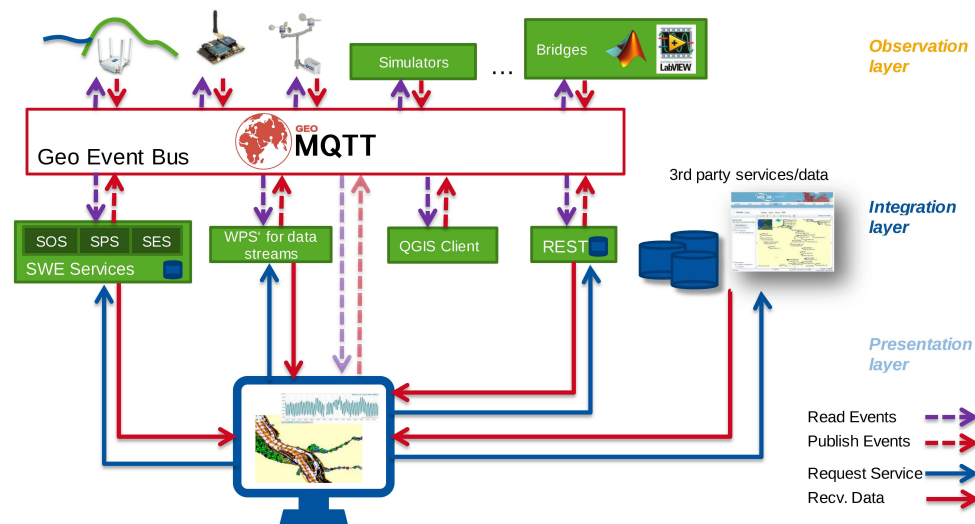 Observation
layer
Simulators
...
Bridges
LabVIEW
Geo Event Bus
GEO
MQTT
3rd party services/data
Integration
layer
SOS
SPS
SES
SWE Services
WPS' for data
streams
QGIS Client
REST
Presentation
layer
Read Events
Publish Events
Request Service
Recv. Data